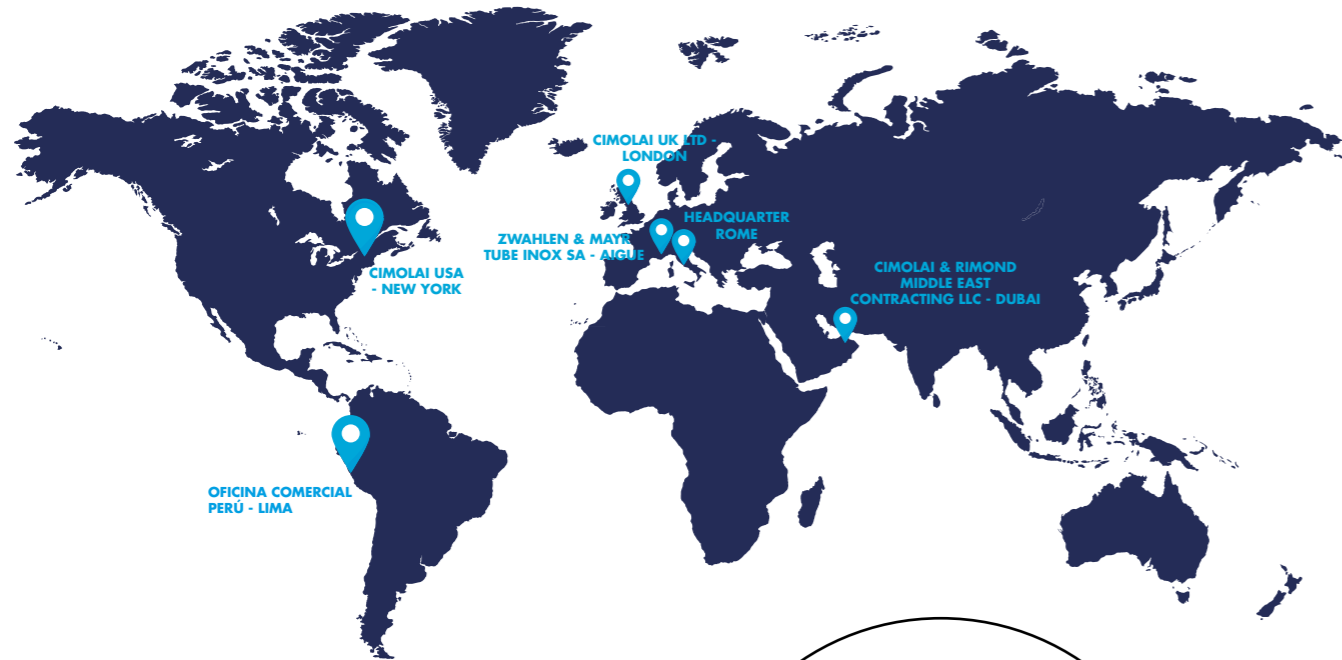 CIMOLAI UK LTD -
LONDON
HEADQUARTER
ROME
ZWAHLEN & MAYR
TUBE INOX SA - AIGUE
CIMOLAI & RIMOND
MIDDLE EAST
CONTRACTING LLC - DUBAI
CIMOLAI USA
- NEW YORK
OFICINA COMERCIAL
PERÚ - LIMA